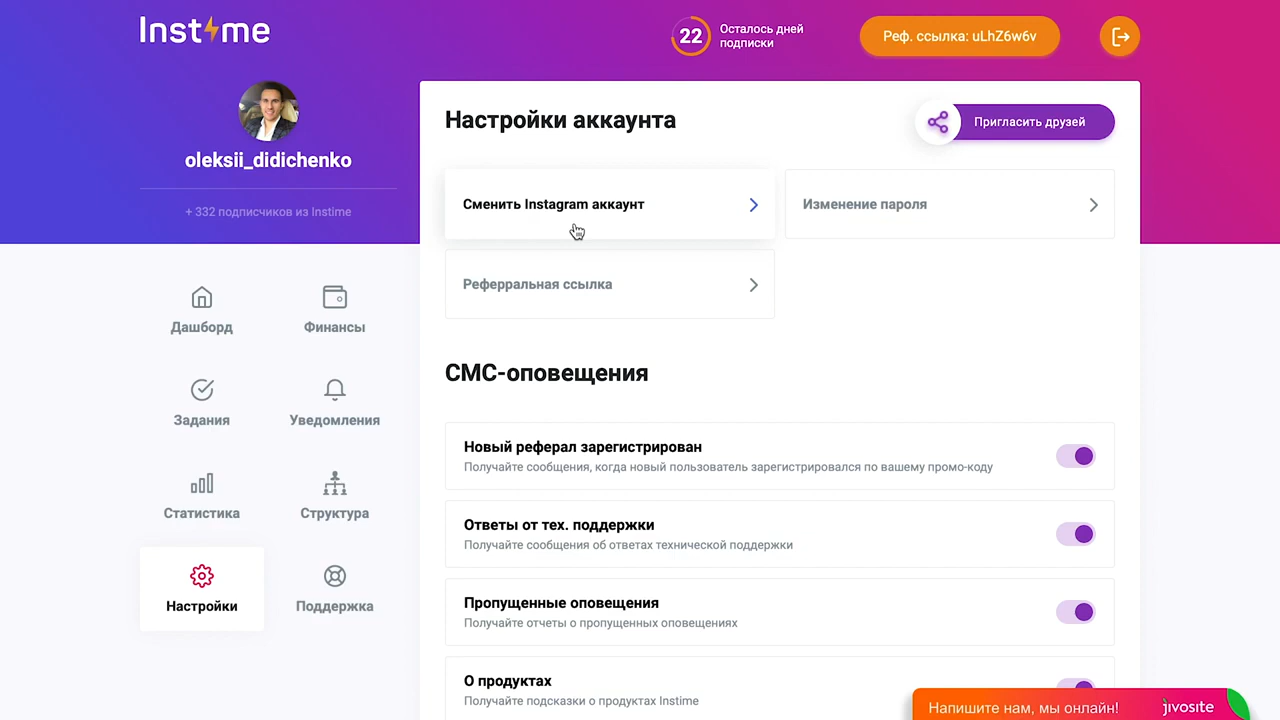 Inst me
22
Осталось дней
подписки
Реф. ссылка: uLhZ6w6v
oleksii_didichenko
+ 332 подписчиков из Instime
Дашборд
Финансы
Задания
Уведомления
Статистика
Структура
Настройки
Поддержка
Настройки аккаунта
Пригласить друзей
Сменить Instagram аккаунт
Изменение пароля
Реферральная ссылка
СМС-оповещения
Новый реферал зарегистрирован
Получайте сообщения, когда новый пользователь зарегистрировался по вашему промо-коду
Ответы от тех. поддержки
Получайте сообщения об ответах технической поддержки
Пропущенные оповещения
Получайте отчеты о пропущенных оповещениях
О продуктах
Получайте подсказки о продуктах Instime
Напишите нам, мы онлайн!
jivosite